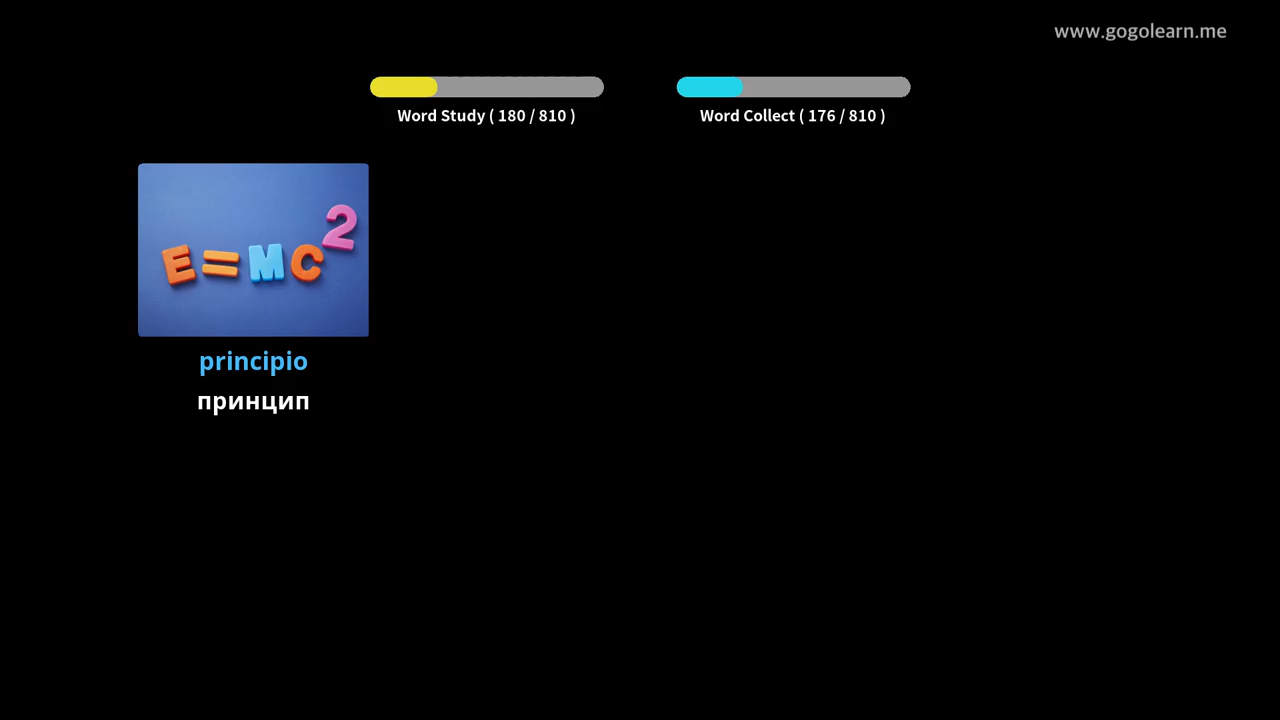 www.gogolearn.me
Word Study ( 180 / 810 )
Word Collect ( 176 / 810 )
E=MC²
principio
принцип